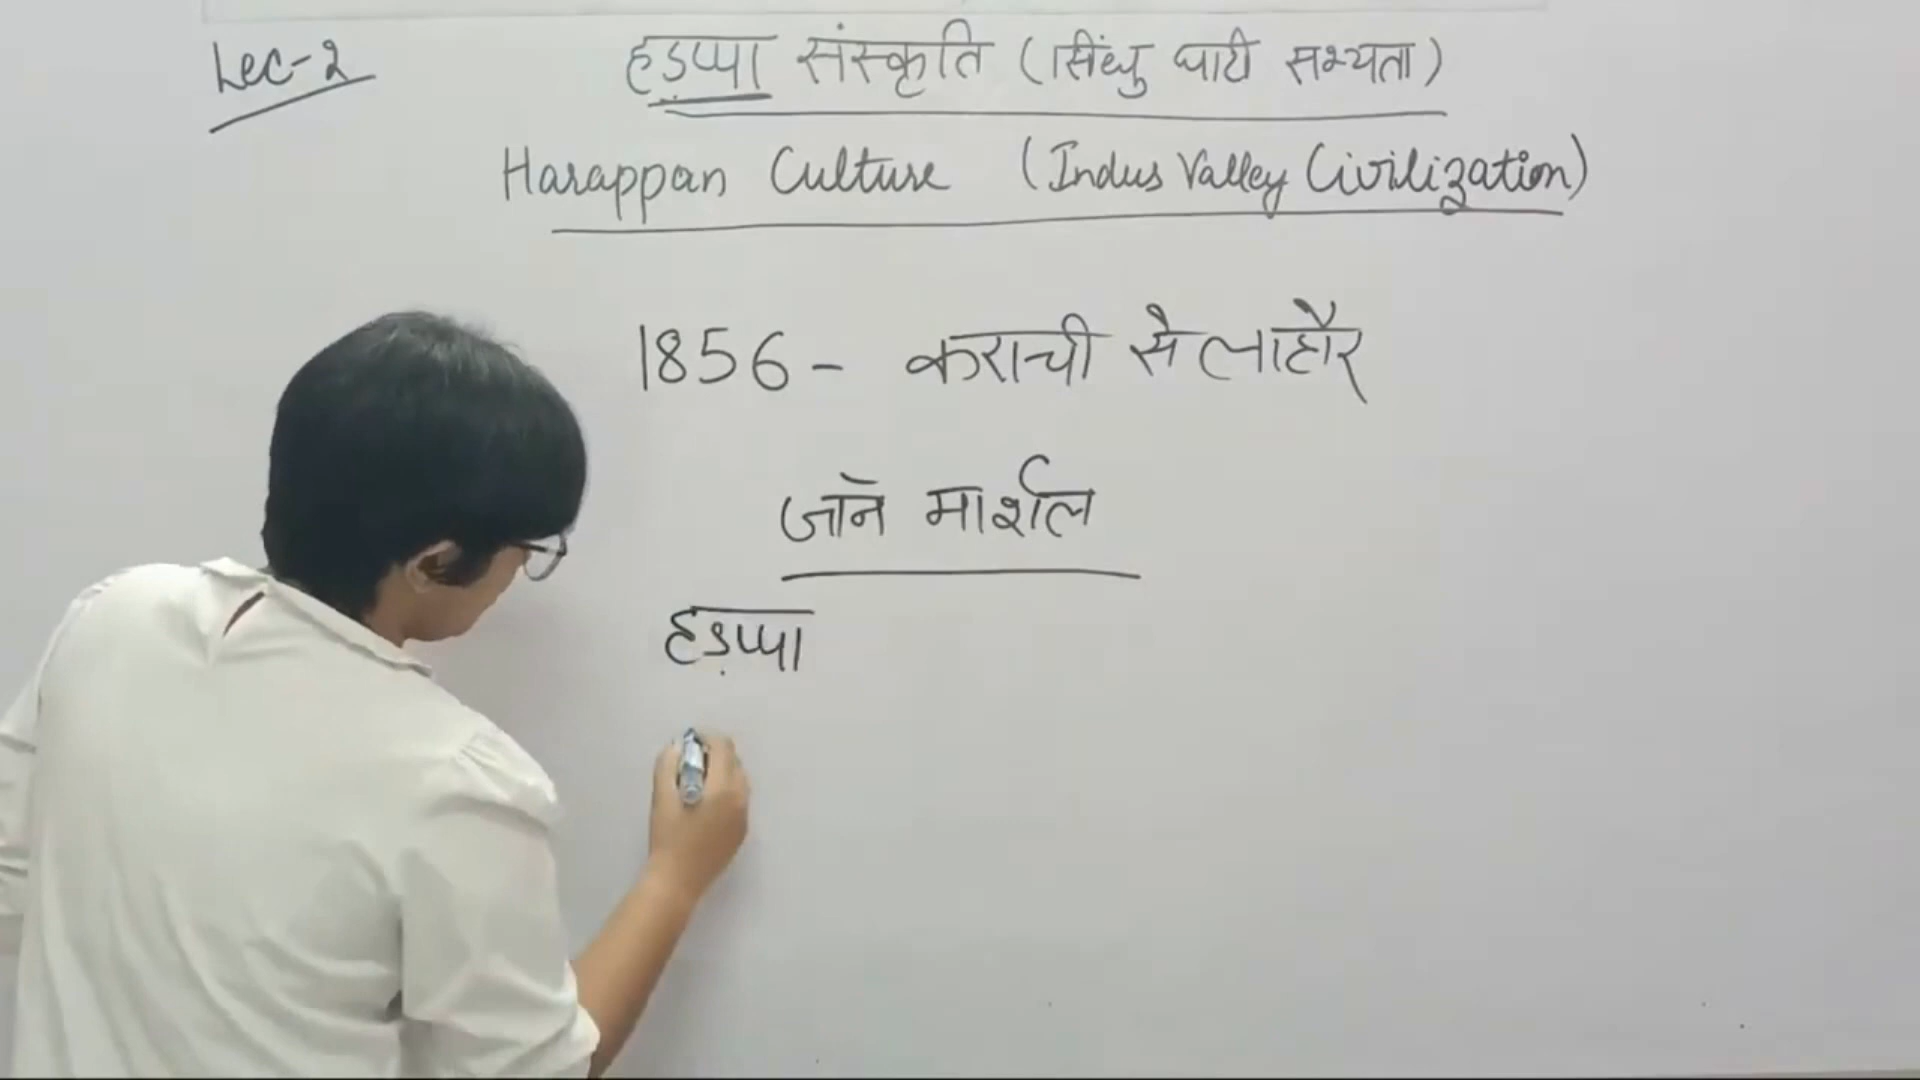 Lec-2
हड़प्पा संस्कृति (सिंधु घाटी सभ्यता)
Harappan Culture (Indus Valley Civilization)
1856 - कराची से लाहौर
जॉन मार्शल
हड़प्पा